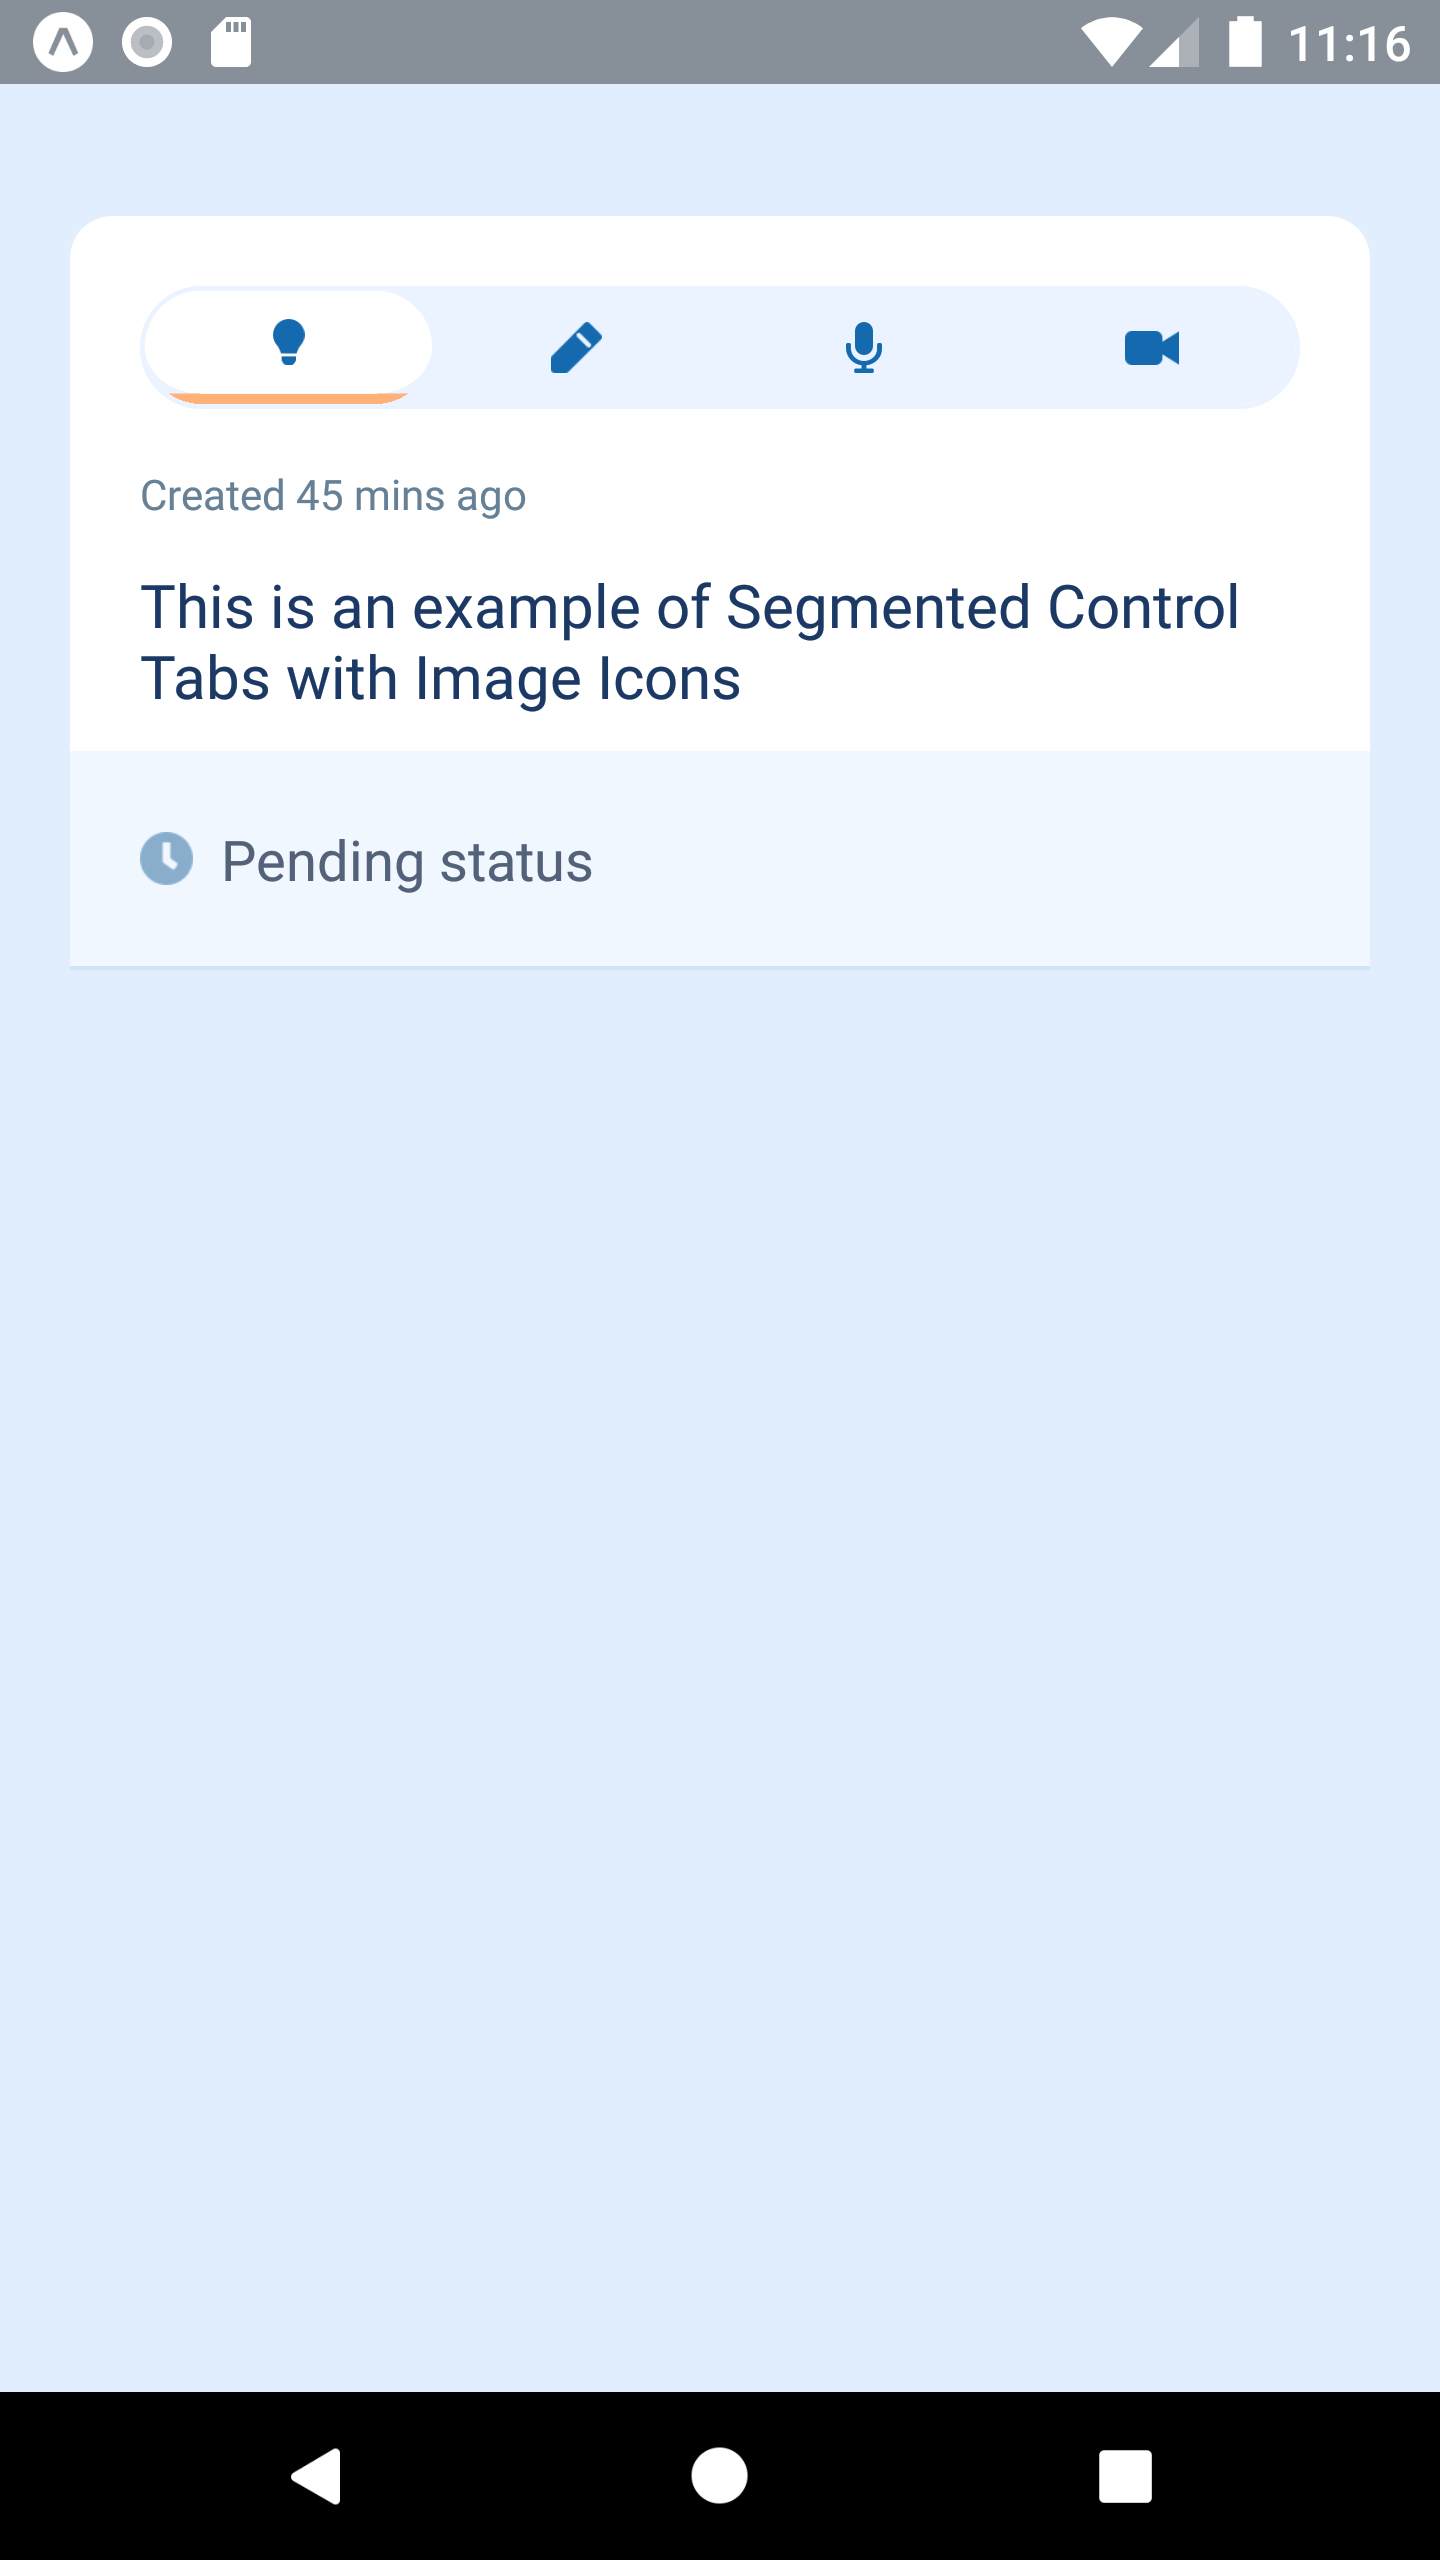 11:16
Created 45 mins ago
This is an example of Segmented Control
Tabs with Image Icons
Pending status